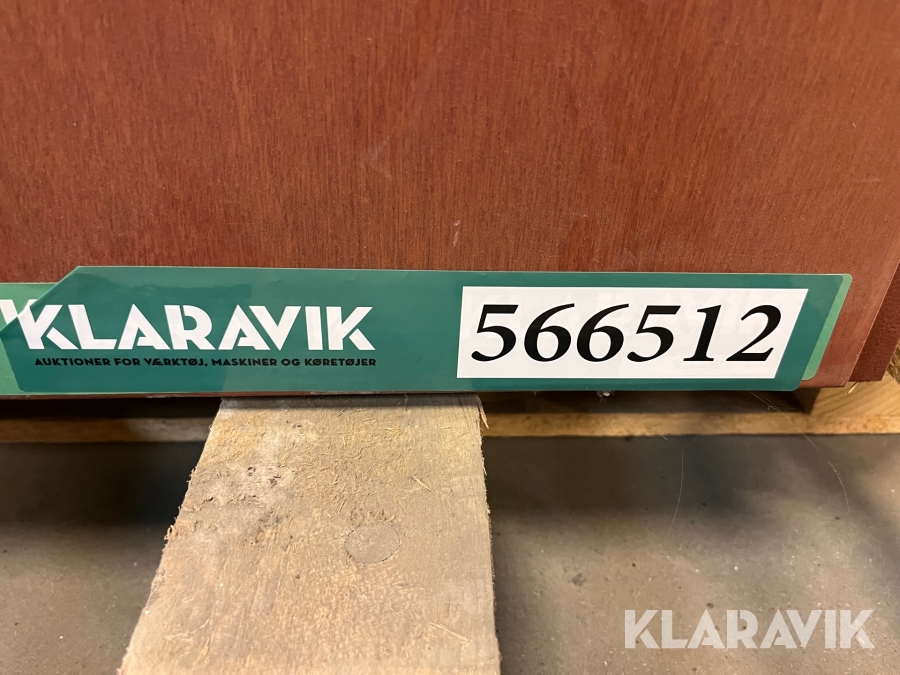 KLARAVIK
AUKTIONER FOR VÆRKTØJ, MASKINER OG KØRETØJER
566512
KLARAVIK